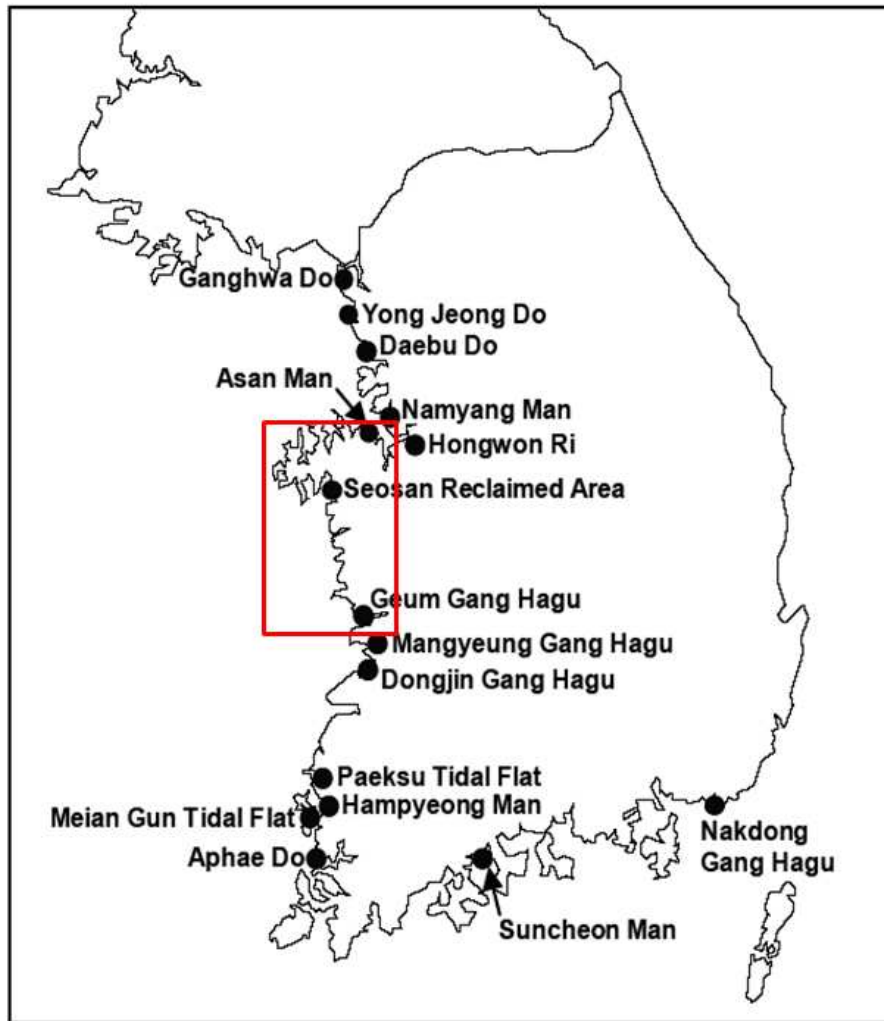 Ganghwa Do
Yong Jeong Do
Daebu Do
Asan Man
Namyang Man
Hongwon Ri
Seosan Reclaimed Area
Geum Gang Hagu
Mangyeung Gang Hagu
Dongjin Gang Hagu
Paeksu Tidal Flat
Hampyeong Man
Meian Gun Tidal Flat
Nakdong
Gang Hagu
Aphae Do
Suncheon Man